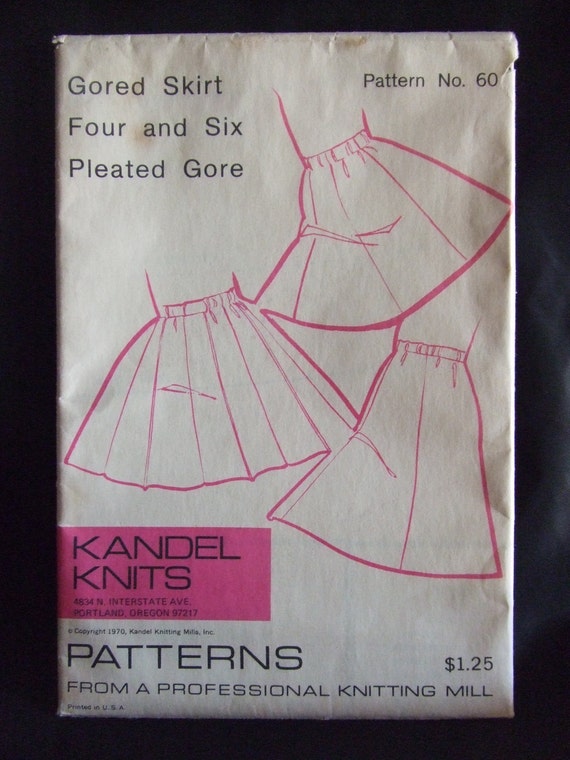 Gored Skirt
Pattern No. 60
Four and Six
Pleated Gore
KANDEL
KNITS
4834 N. INTERSTATE AVE.
PORTLAND, OREGON 97217
© Copyright 1970, Kandel Knitting Mills, Inc.
PATTERNS
$1.25
FROM A PROFESSIONAL KNITTING MILL
Printed in U.S.A.